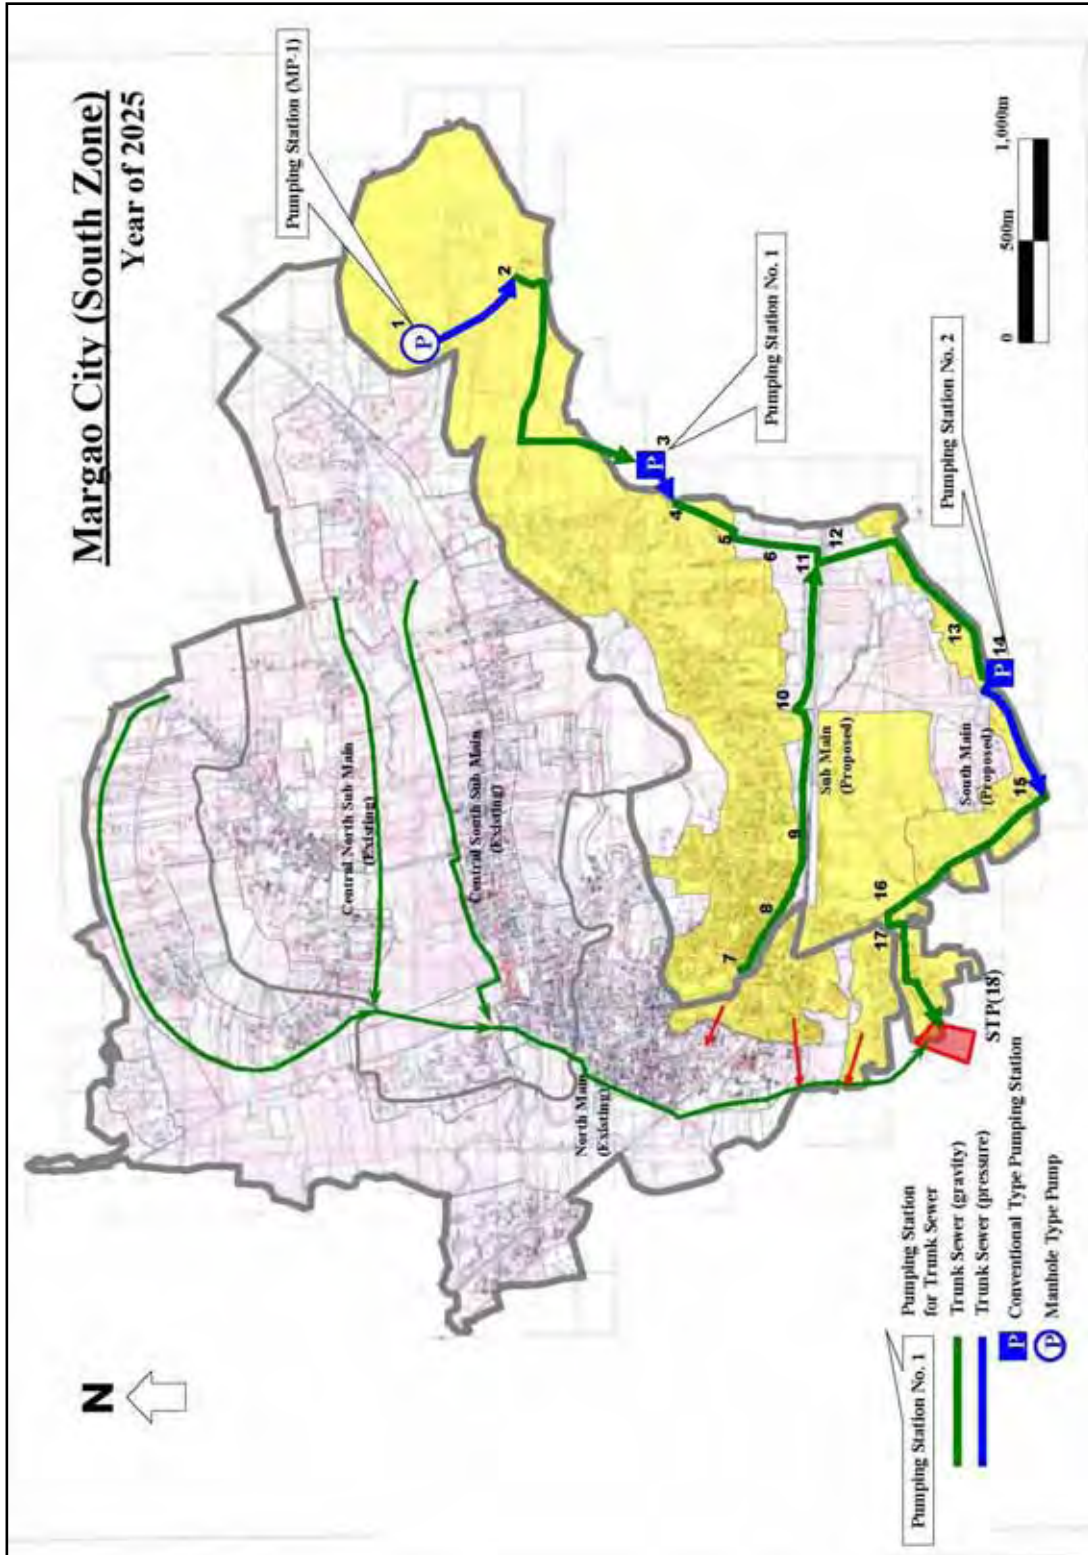 Margao City (South Zone)
Year of 2025
Pumping Station (MP-1)
1
P
2
Pumping Station No. 1
3
P
4
5
6
11
12
Pumping Station No. 2
13
14
P
15
10
9
8
7
16
17
STP(18)
Central North Sub Main
(Existing)
Central South Sub Main
(Existing)
North Main
(Existing)
Sub Main
(Proposed)
South Main
(Proposed)
0
500m
1,000m
N
Pumping Station No. 1
Pumping Station
for Trunk Sewer
Trunk Sewer (gravity)
Trunk Sewer (pressure)
P
Conventional Type Pumping Station
P
Manhole Type Pump